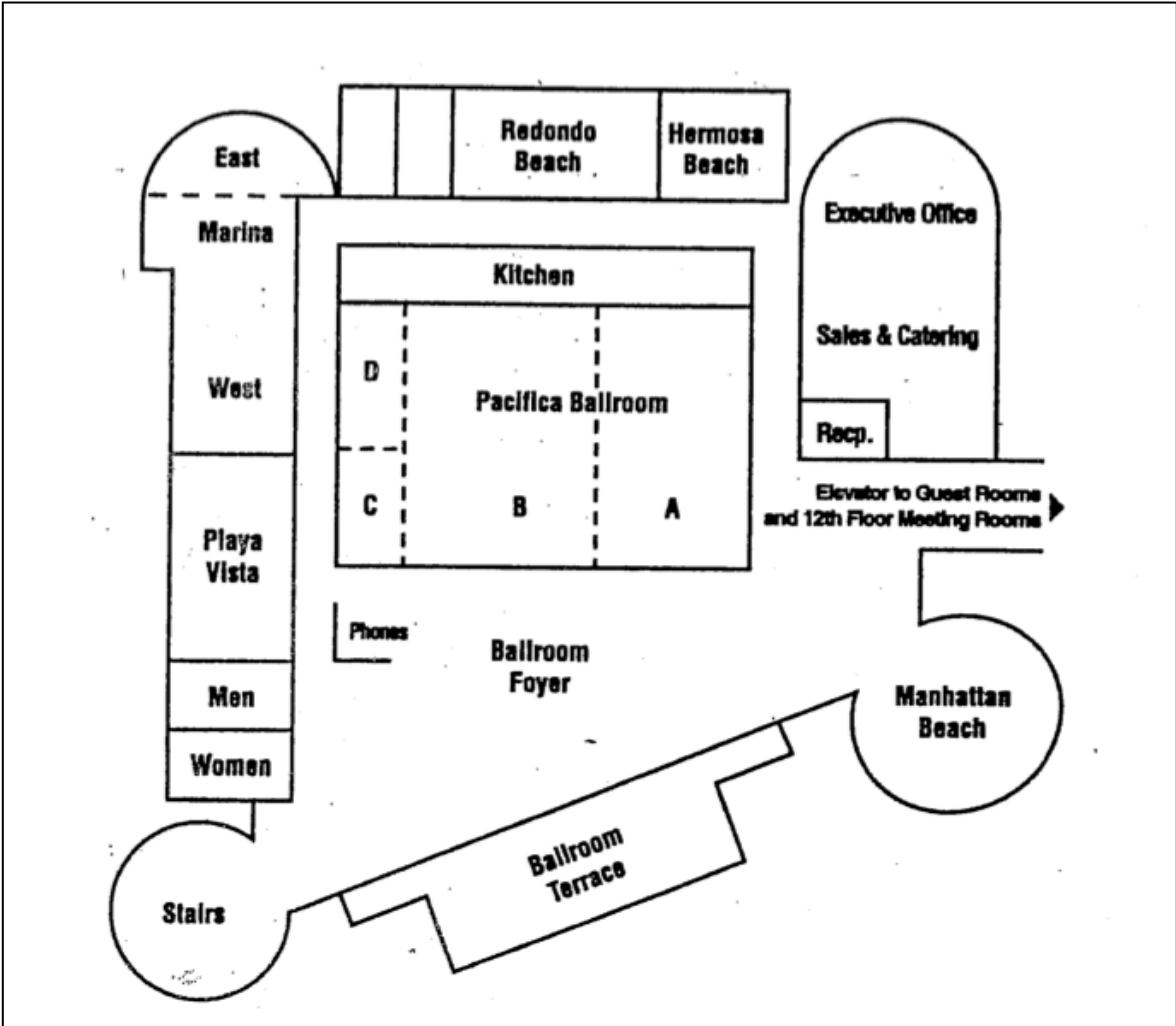 East
Redondo
Beach
Hermosa
Beach
Marina
Executive Office
Kitchen
Sales & Catering
West
D
Pacifica Ballroom
Recp.
C
B
A
Elevator to Guest Rooms
and 12th Floor Meeting Rooms
Playa
Vista
Phones
Ballroom
Foyer
Men
Manhattan
Beach
Women
Ballroom
Terrace
Stairs